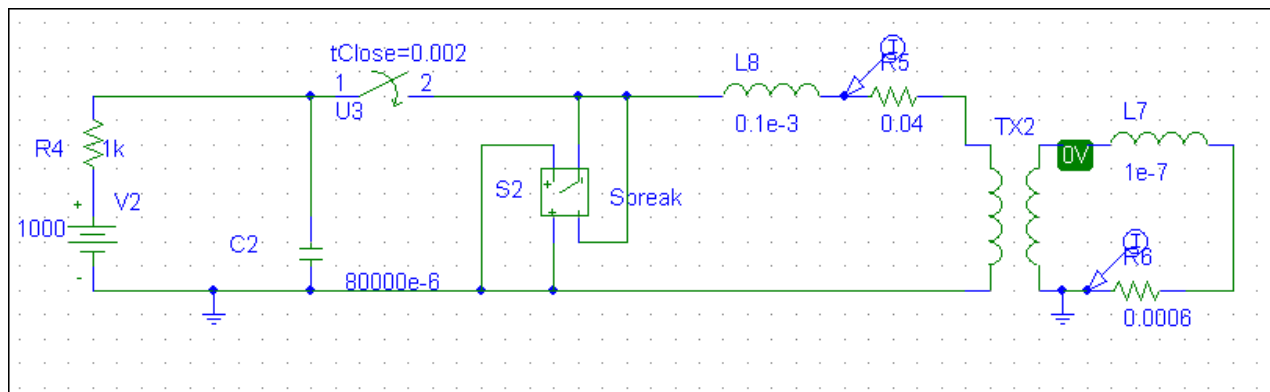 tClose=0.002
1
2
U3
R4
1k
+
V2
1000
-
C2
80000e-6
S2
+
+
Sbreak
L8
0.1e-3
I
R5
0.04
TX2
0V
L7
1e-7
I
R6
0.0006